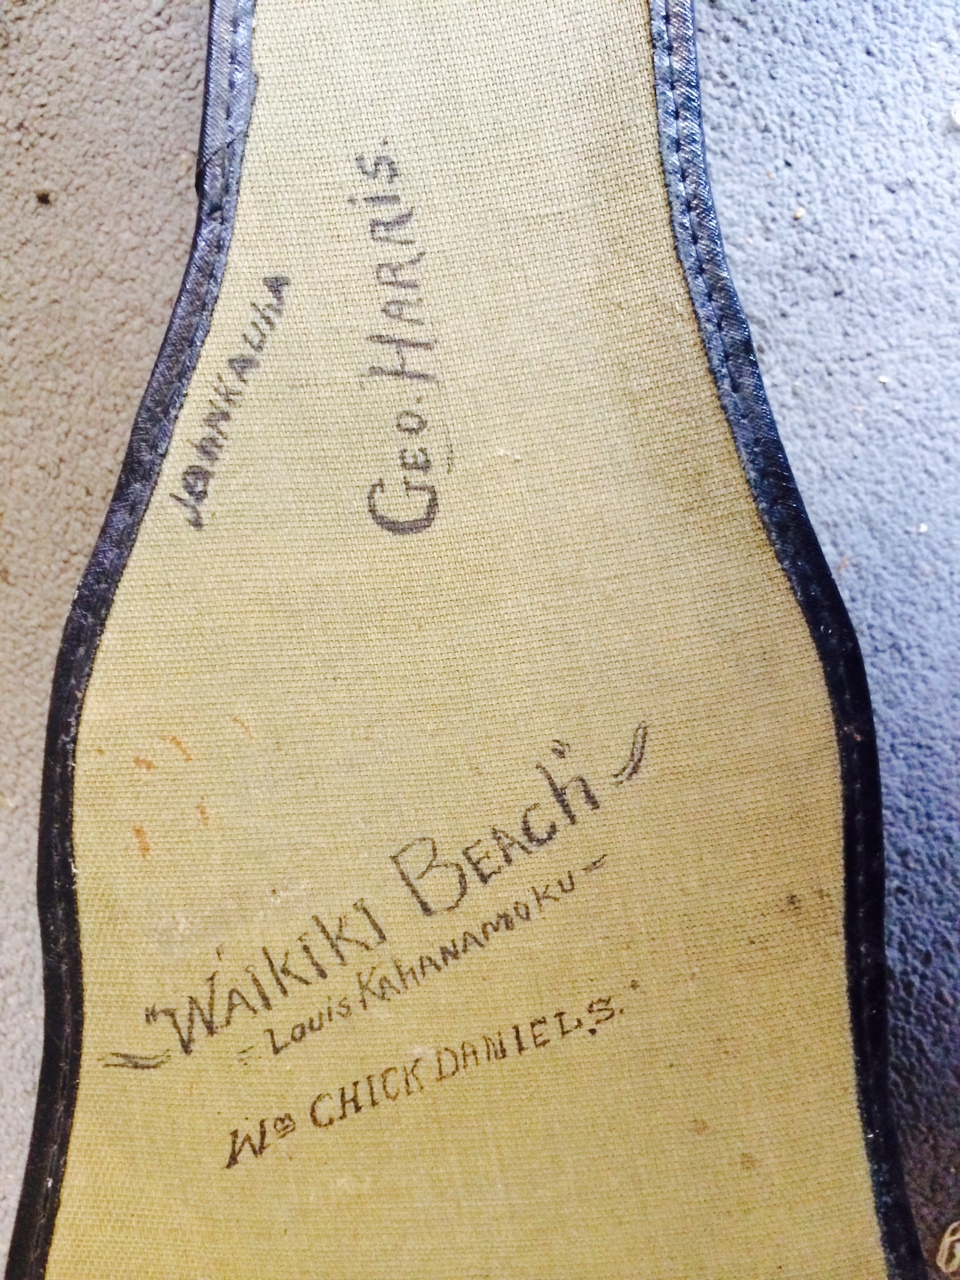 JOHN KAUHA
GEO. HARRIS.
"WAIKIKI BEACH"
- LOUIS KAHANAMOKU -
Wm CHICK DANIELS.